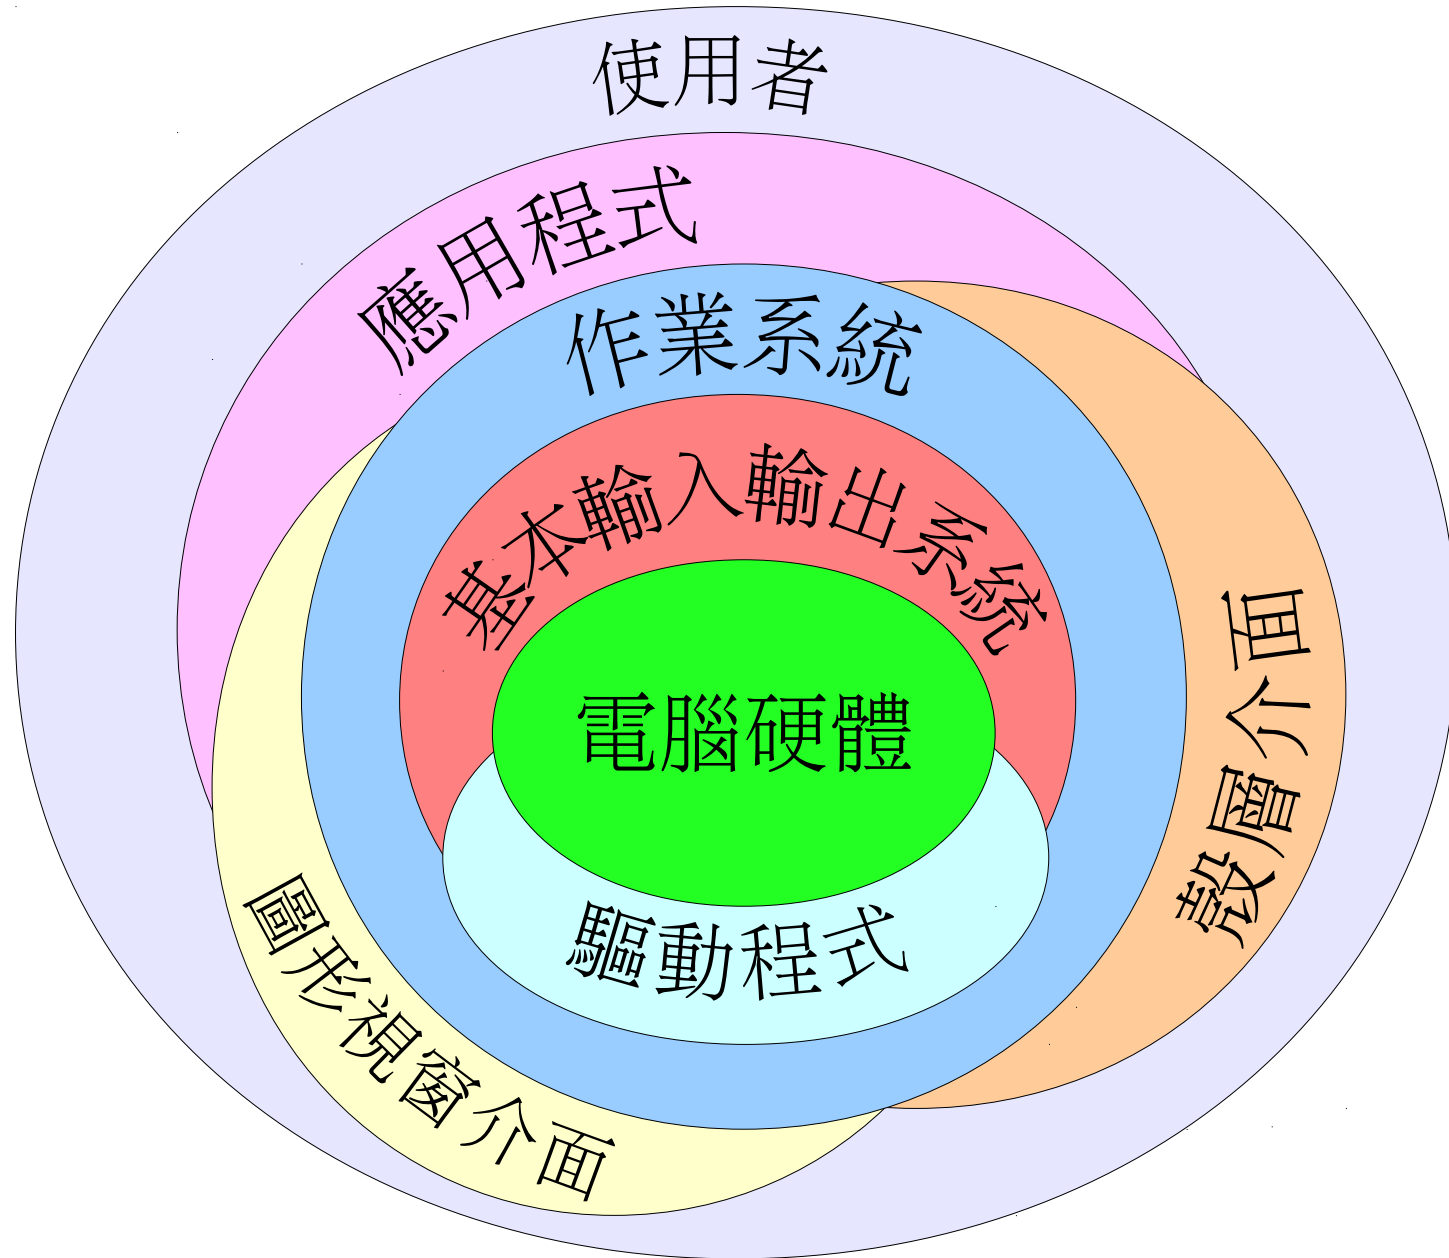 使用者
應用程式
作業系統
基本輸入輸出系統
電腦硬體
驅動程式
圖形視窗介面
殼層介面